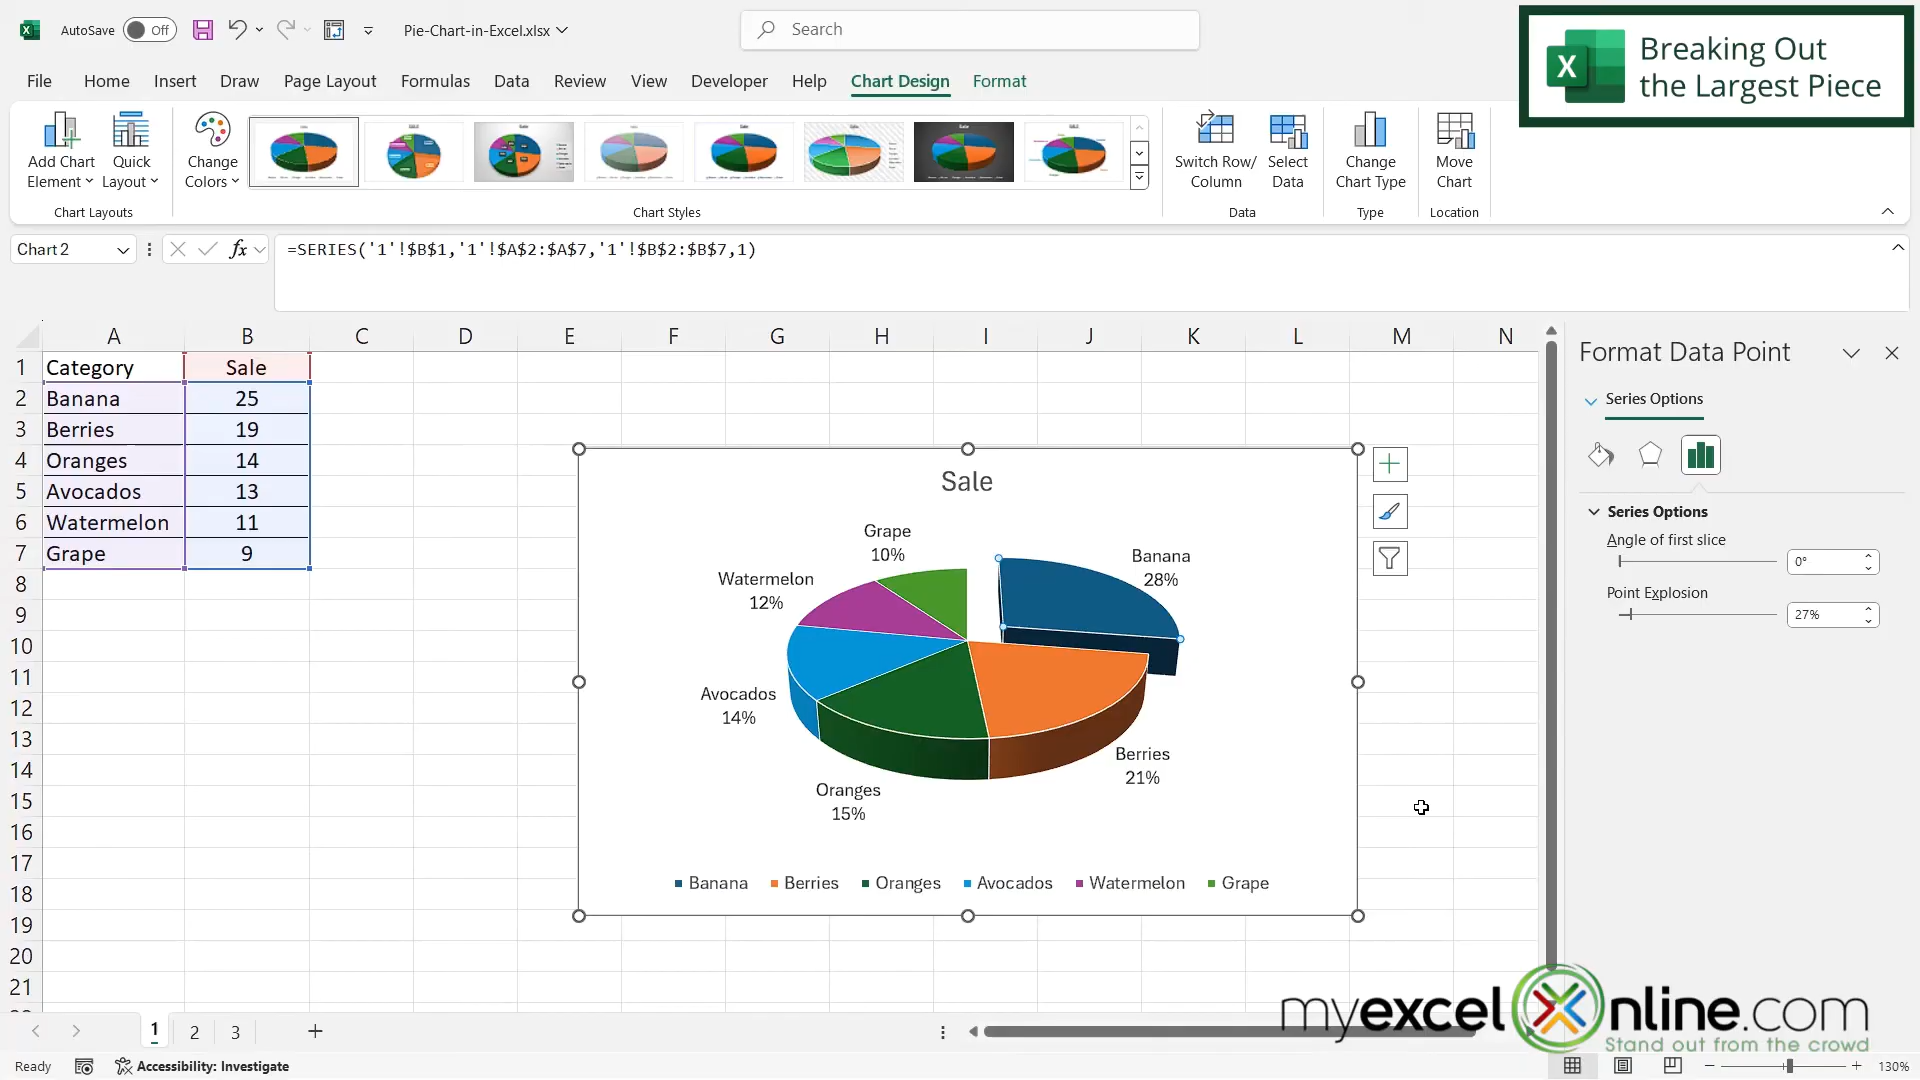 AutoSave Off Pie-Chart-in-Excel.xlsx Search
Breaking Out
the Largest Piece
File Home Insert Draw Page Layout Formulas Data Review View Developer Help Chart Design Format
Add Chart Element
Quick Layout
Change Colors
Switch Row/ Column
Select Data
Change Chart Type
Move Chart
Chart Layouts Chart Styles Data Type Location
Chart 2 fx =SERIES('1'!$B$1,'1'!$A$2:$A$7,'1'!$B$2:$B$7,1)
A B C D E F G H I J K L M N
1 Category Sale
2 Banana 25
3 Berries 19
4 Oranges 14
5 Avocados 13
6 Watermelon 11
7 Grape 9
8
9
10
11
12
13
14
15
16
17
18
19
20
21
Sale
Grape
10%
Banana
28%
Watermelon
12%
Avocados
14%
Berries
21%
Oranges
15%
Banana Berries Oranges Avocados Watermelon Grape
Format Data Point
Series Options
Series Options
Angle of first slice
0°
Point Explosion
27%
myexcelonline.com
Stand out from the crowd
1 2 3
Ready Accessibility: Investigate 130%